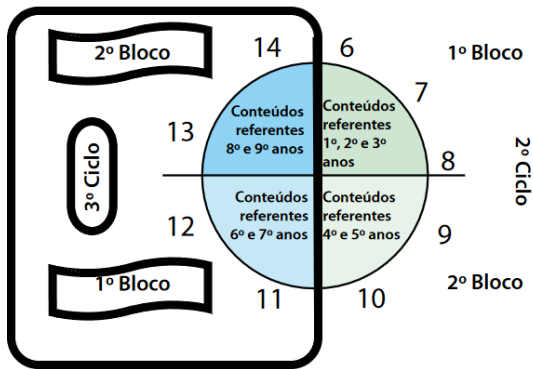 2º Bloco
14
6
1º Bloco
7
Conteúdos
referentes
8º e 9º anos
Conteúdos
referentes
1º, 2º e 3º
anos
13
8
3º Ciclo
2º Ciclo
12
Conteúdos
referentes
6º e 7º anos
Conteúdos
referentes
4º e 5º anos
9
1º Bloco
11
10
2º Bloco